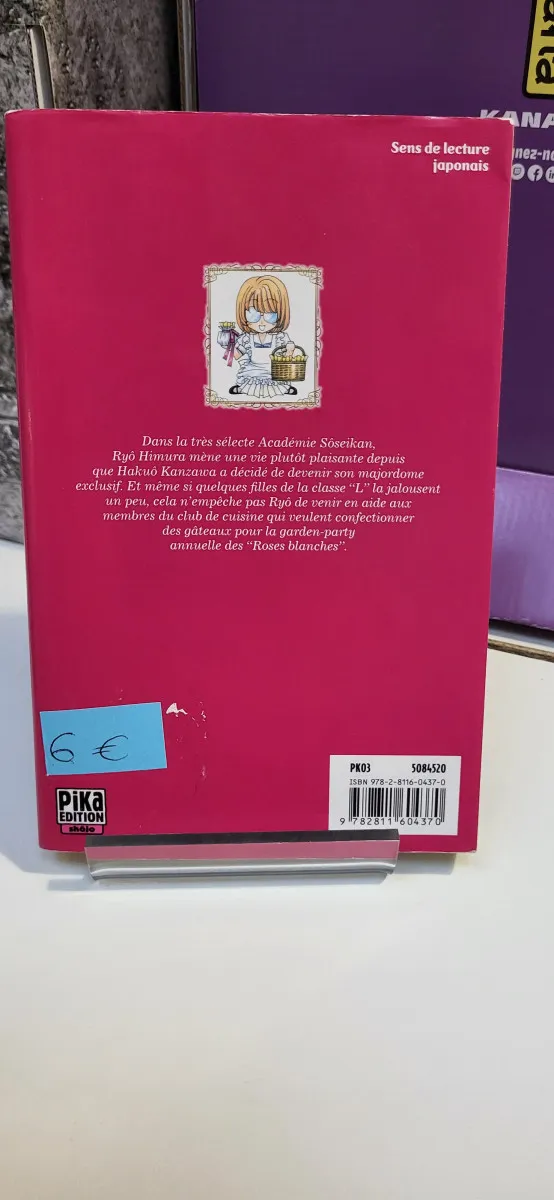 KANA
Sens de lecture
japonais
Dans la très sélecte Académie Sôseikan,
Ryô Himura mène une vie plutôt plaisante depuis
que Hakuô Kanzawa a décidé de devenir son majordome
exclusif. Et même si quelques filles de la classe “L” la jalousent
un peu, cela n’empêche pas Ryô de venir en aide aux
membres du club de cuisine qui veulent confectionner
des gâteaux pour la garden-party
annuelle des “Roses blanches”.
6 €
PK03 5084520
ISBN 978-2-8116-0437-0
9 782811 604370
PiKa
EDITION
shôjo